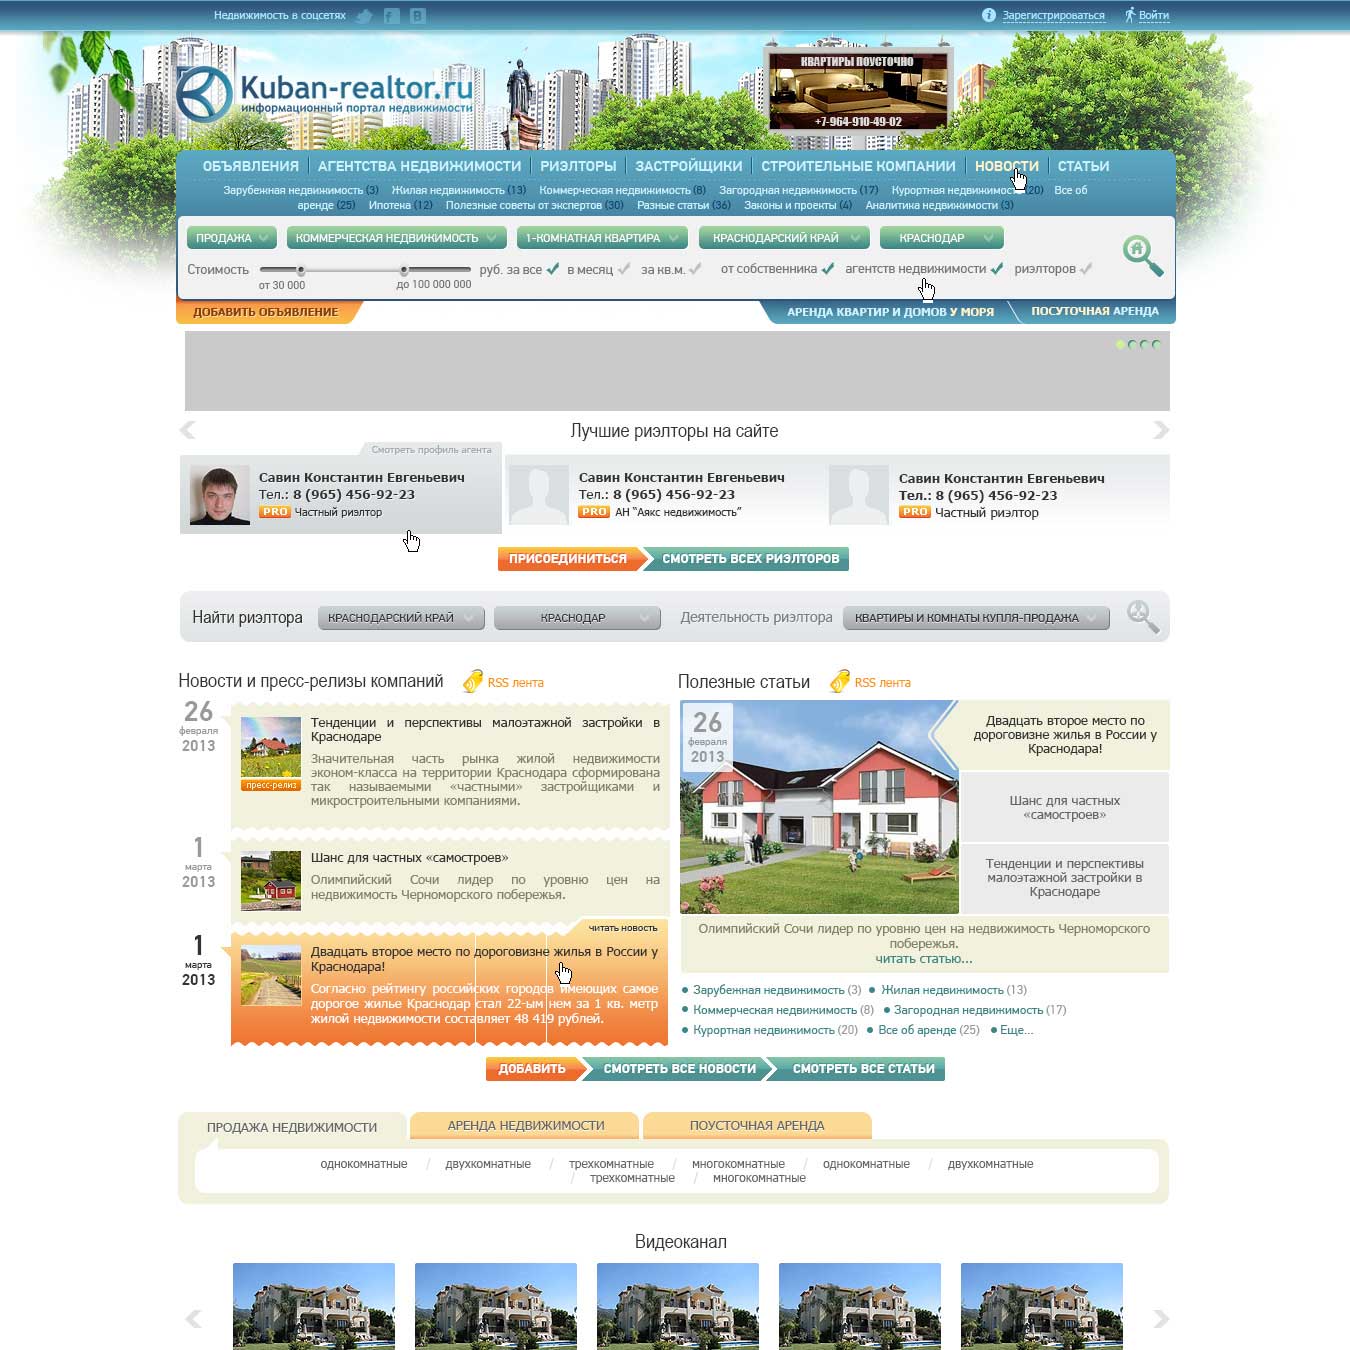 Недвижимость в соцсетях
Зарегистрироваться Войти
Kuban-realtor.ru
информационный портал недвижимости
КВАРТИРЫ ПОУСТОЧНО
+7-964-910-49-02
ОБЪЯВЛЕНИЯ АГЕНТСТВА НЕДВИЖИМОСТИ РИЭЛТОРЫ ЗАСТРОЙЩИКИ СТРОИТЕЛЬНЫЕ КОМПАНИИ НОВОСТИ СТАТЬИ
Зарубежная недвижимость (3) Жилая недвижимость (13) Коммерческая недвижимость (8) Загородная недвижимость (17) Курортная недвижимость (20) Все об
аренде (25) Ипотека (12) Полезные советы от экспертов (30) Разные статьи (36) Законы и проекты (4) Аналитика недвижимости (3)
ПРОДАЖА КОММЕРЧЕСКАЯ НЕДВИЖИМОСТЬ 1-КОМНАТНАЯ КВАРТИРА КРАСНОДАРСКИЙ КРАЙ КРАСНОДАР
Стоимость руб. за все в месяц за кв.м. от собственника агентств недвижимости риэлторов
от 30 000 до 100 000 000
ДОБАВИТЬ ОБЪЯВЛЕНИЕ АРЕНДА КВАРТИР И ДОМОВ У МОРЯ ПОСУТОЧНАЯ АРЕНДА
Лучшие риэлторы на сайте
Смотреть профиль агента
Савин Константин Евгеньевич
Тел.: 8 (965) 456-92-23
PRO Частный риэлтор
Савин Константин Евгеньевич
Тел.: 8 (965) 456-92-23
PRO АН "Аякс недвижимость"
Савин Константин Евгеньевич
Тел.: 8 (965) 456-92-23
PRO Частный риэлтор
ПРИСОЕДИНИТЬСЯ СМОТРЕТЬ ВСЕХ РИЭЛТОРОВ
Найти риэлтора КРАСНОДАРСКИЙ КРАЙ КРАСНОДАР Деятельность риэлтора КВАРТИРЫ И КОМНАТЫ КУПЛЯ-ПРОДАЖА
Новости и пресс-релизы компаний RSS лента
26
февраля
2013
пресс-релиз
Тенденции и перспективы малоэтажной застройки в
Краснодаре
Значительная часть рынка жилой недвижимости
эконом-класса на территории Краснодара сформирована
так называемыми «частными» застройщиками и
микростроительными компаниями.
1
марта
2013
Шанс для частных «самостроев»
Олимпийский Сочи лидер по уровню цен на
недвижимость Черноморского побережья.
читать новость
1
марта
2013
Двадцать второе место по дороговизне жилья в России у
Краснодара!
Согласно рейтингу российских городов имеющих самое
дорогое жилье Краснодар стал 22-ым нем за 1 кв. метр
жилой недвижимости составляет 48 419 рублей.
Полезные статьи RSS лента
26
февраля
2013
Двадцать второе место по
дороговизне жилья в России у
Краснодара!
Шанс для частных
«самостроев»
Тенденции и перспективы
малоэтажной застройки в
Краснодаре
Олимпийский Сочи лидер по уровню цен на недвижимость Черноморского
побережья.
читать статью...
Зарубежная недвижимость (3) Жилая недвижимость (13)
Коммерческая недвижимость (8) Загородная недвижимость (17)
Курортная недвижимость (20) Все об аренде (25) Еще...
ДОБАВИТЬ СМОТРЕТЬ ВСЕ НОВОСТИ СМОТРЕТЬ ВСЕ СТАТЬИ
ПРОДАЖА НЕДВИЖИМОСТИ АРЕНДА НЕДВИЖИМОСТИ ПОУСТОЧНАЯ АРЕНДА
однокомнатные / двухкомнатные / трехкомнатные / многокомнатные / однокомнатные / двухкомнатные
/ трехкомнатные / многокомнатные
Видеоканал